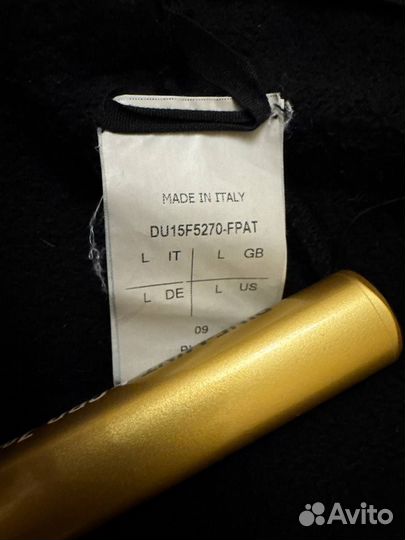 MADE IN ITALY
DU15F5270-FPAT
L IT L GB
L DE L US
09
Avito